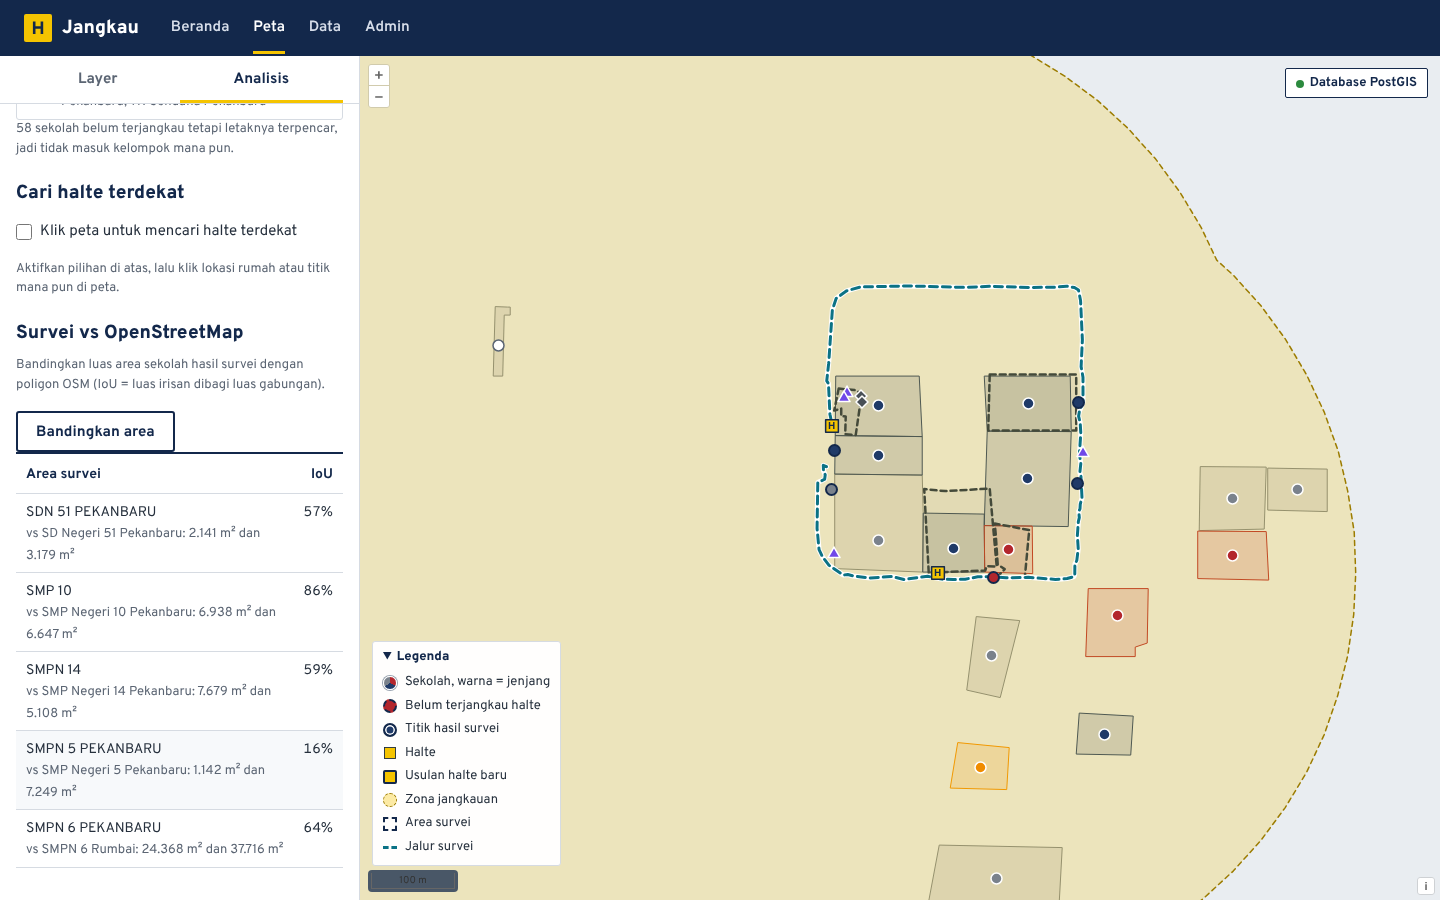 H Jangkau Beranda Peta Data Admin
Layer Analisis
58 sekolah belum terjangkau tetapi letaknya terpencar,
jadi tidak masuk kelompok mana pun.
Cari halte terdekat
Klik peta untuk mencari halte terdekat
Aktifkan pilihan di atas, lalu klik lokasi rumah atau titik
mana pun di peta.
Survei vs OpenStreetMap
Bandingkan luas area sekolah hasil survei dengan
poligon OSM (IoU = luas irisan dibagi luas gabungan).
Bandingkan area
Area survei IoU
SDN 51 PEKANBARU 57%
vs SD Negeri 51 Pekanbaru: 2.141 m² dan
3.179 m²
SMP 10 86%
vs SMP Negeri 10 Pekanbaru: 6.938 m² dan
6.647 m²
SMPN 14 59%
vs SMP Negeri 14 Pekanbaru: 7.679 m² dan
5.108 m²
SMPN 5 PEKANBARU 16%
vs SMP Negeri 5 Pekanbaru: 1.142 m² dan
7.249 m²
SMPN 6 PEKANBARU 64%
vs SMPN 6 Rumbai: 24.368 m² dan 37.716 m²
+
−
Database PostGIS
H
H
▼ Legenda
Sekolah, warna = jenjang
Belum terjangkau halte
Titik hasil survei
Halte
Usulan halte baru
Zona jangkauan
Area survei
Jalur survei
100 m
i